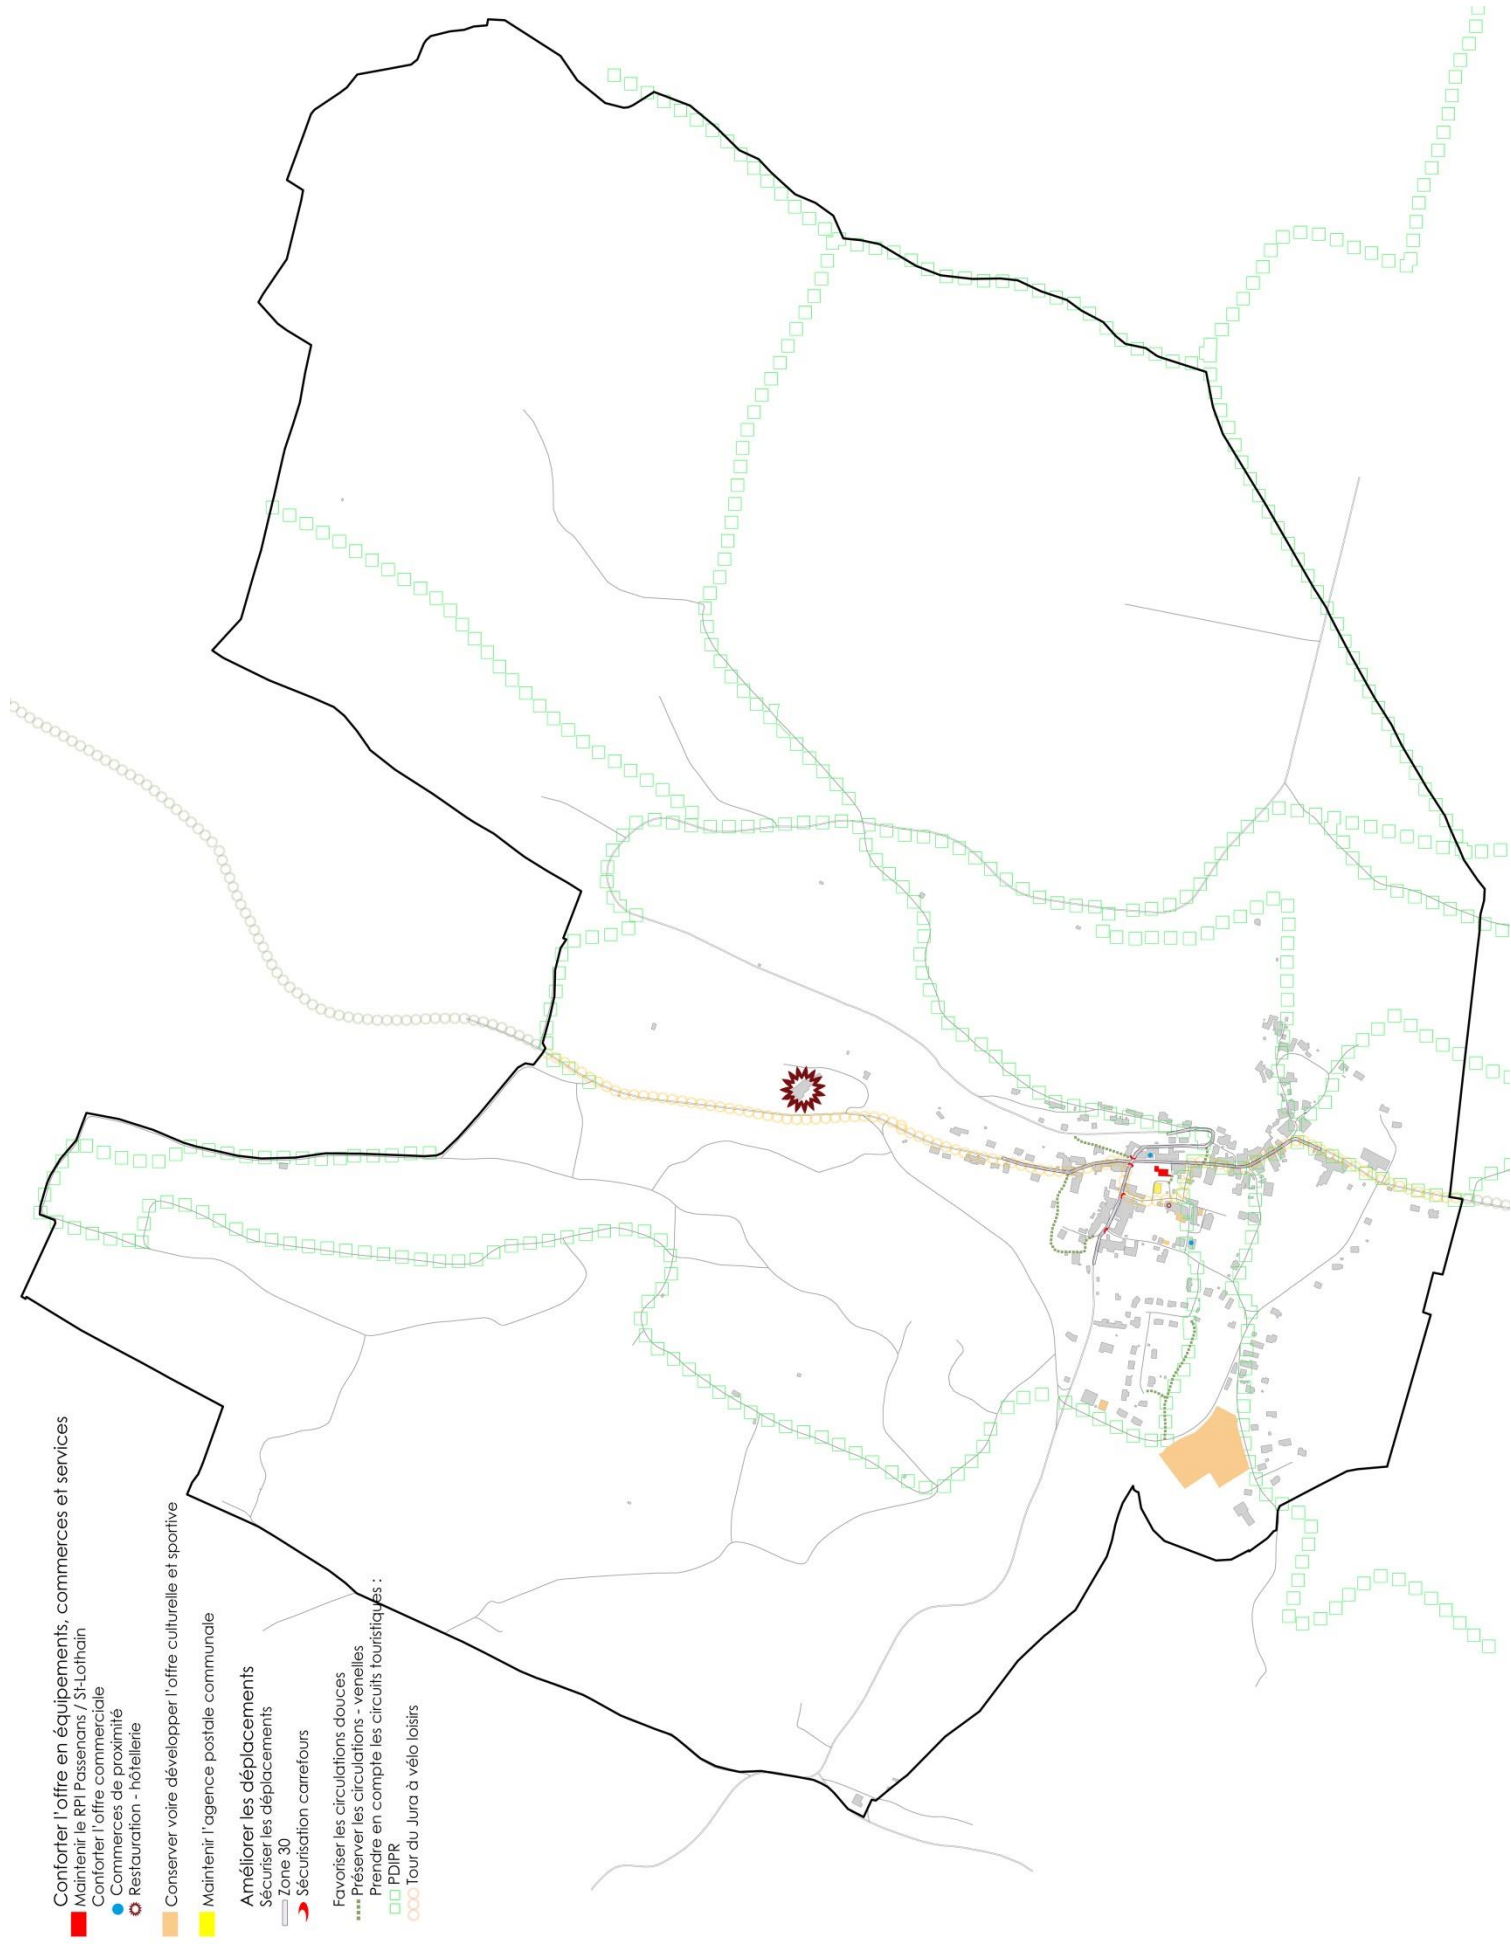 Conforter l'offre en équipements, commerces et services
Maintenir le RPI Passenans / St-Lothain
Conforter l'offre commerciale
Commerces de proximité
Restauration - hôtellerie
Conserver voire développer l'offre culturelle et sportive
Maintenir l'agence postale communale
Améliorer les déplacements
Sécuriser les déplacements
Zone 30
Sécurisation carrefours
Favoriser les circulations douces
Préserver les circulations - venelles
Prendre en compte les circuits touristiques :
PDIPR
Tour du Jura à vélo loisirs